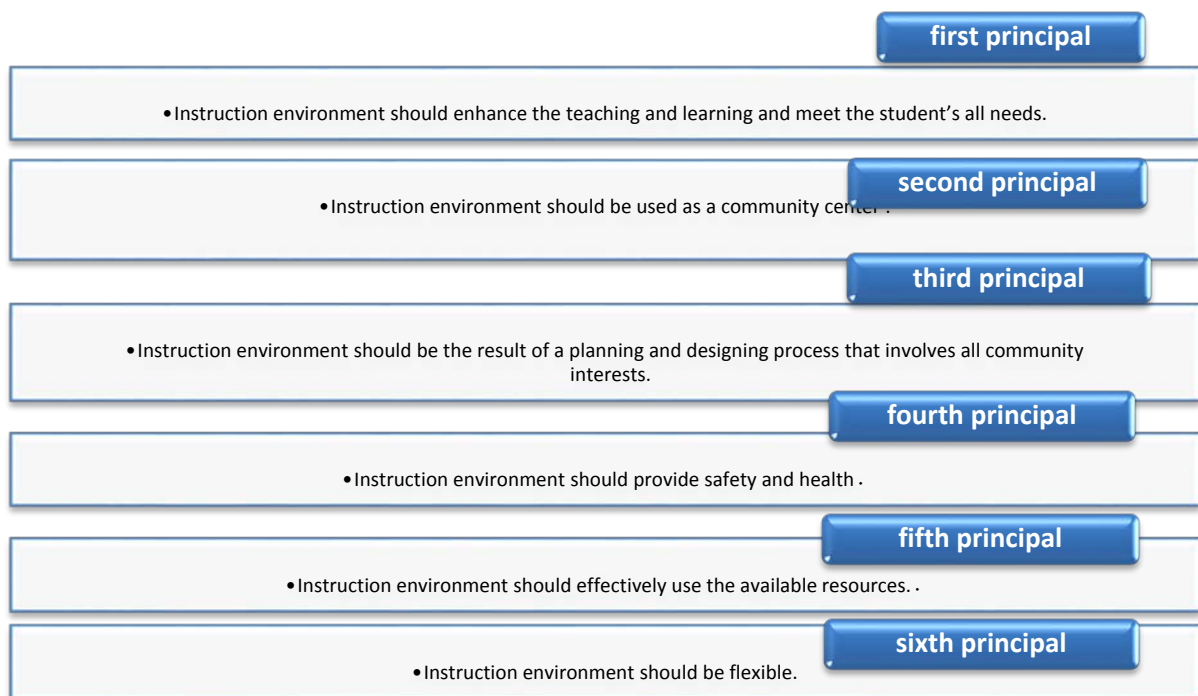 first principal
•Instruction environment should enhance the teaching and learning and meet the student's all needs.
second principal
•Instruction environment should be used as a community center .
third principal
•Instruction environment should be the result of a planning and designing process that involves all community
interests.
fourth principal
•Instruction environment should provide safety and health .
fifth principal
•Instruction environment should effectively use the available resources. .
sixth principal
•Instruction environment should be flexible.